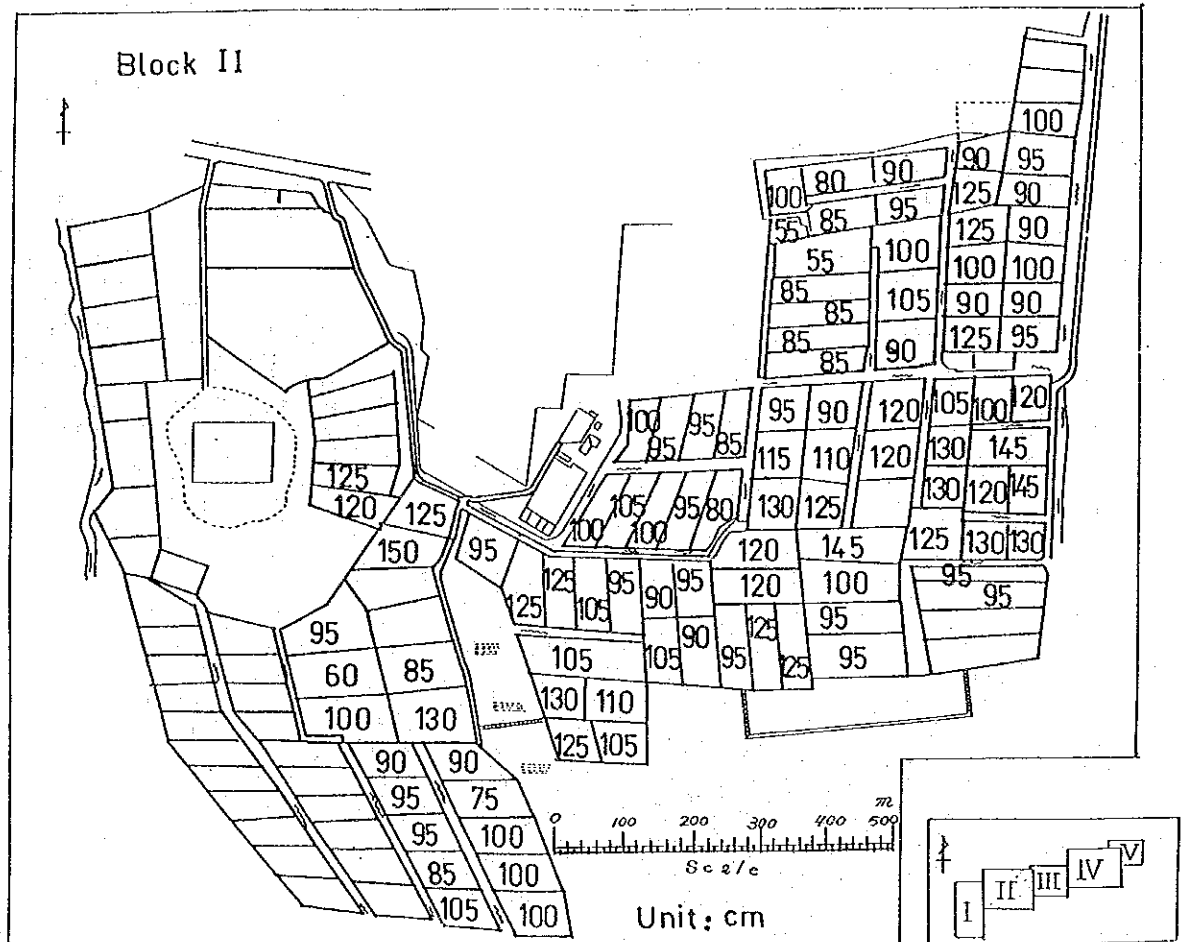 Block II
100
90 95
100 80 90
125 90
55 85 95
125 90
55 100
100 100
85
85 105
90 90
85
125 95
85 90
100 95 95 85
95 90 120 105 100 120
115 110 120 130 145
125
120 125
100 105 100 95 80
130 125 130 120 145
150
95
120 145 125 130 130
125 125 105 95 90 95
120 100 95
95
95
60 85
105
105 90 95 125 125
95
95
100 130
130 110
125 105
90 90
95 75
95 100
85 100
105 100
0 100 200 300 400 500 m
Scale
Unit: cm
I II III IV V